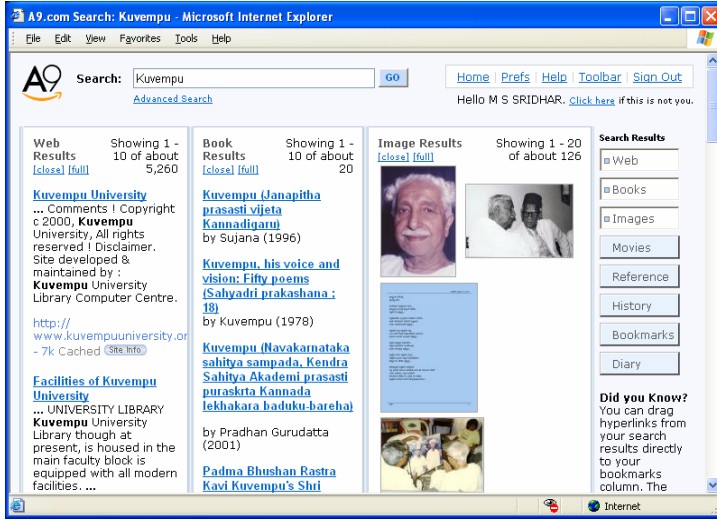 A9.com Search: Kuvempu - Microsoft Internet Explorer
File Edit View Favorites Tools Help
A9 Search: Kuvempu GO
Advanced Search
Home | Prefs | Help | Toolbar | Sign Out
Hello M S SRIDHAR. Click here if this is not you.
Web Results
Showing 1 - 10 of about 5,260
[close] [full]
Kuvempu University
... Comments ! Copyright
c 2000, Kuvempu
University, All rights
reserved ! Disclaimer.
Site developed &
maintained by :
Kuvempu University
Library Computer Centre.
http://
www.kuvempuuniversity.or
- 7k Cached Site Info
Facilities of Kuvempu
University
... UNIVERSITY LIBRARY
Kuvempu University
Library though at
present, is housed in the
main faculty block is
equipped with all modern
facilities. ...
Book Results
Showing 1 - 10 of about 20
[close] [full]
Kuvempu (Janapitha
prasasti vijeta
Kannadigaru)
by Sujana (1996)
Kuvempu, his voice and
vision: Fifty poems
(Sahyadri prakashana ;
18)
by Kuvempu (1978)
Kuvempu (Navakarnataka
sahitya sampada, Kendra
Sahitya Akademi prasasti
puraskrta Kannada
lekhakara baduku-bareha)
by Pradhan Gurudatta
(2001)
Padma Bhushan Rastra
Kavi Kuvempu's Shri
Image Results
Showing 1 - 20 of about 126
[close] [full]
Search Results
Web
Books
Images
Movies
Reference
History
Bookmarks
Diary
Did you Know?
You can drag
hyperlinks from
your search
results directly
to your
bookmarks
column. The
Internet